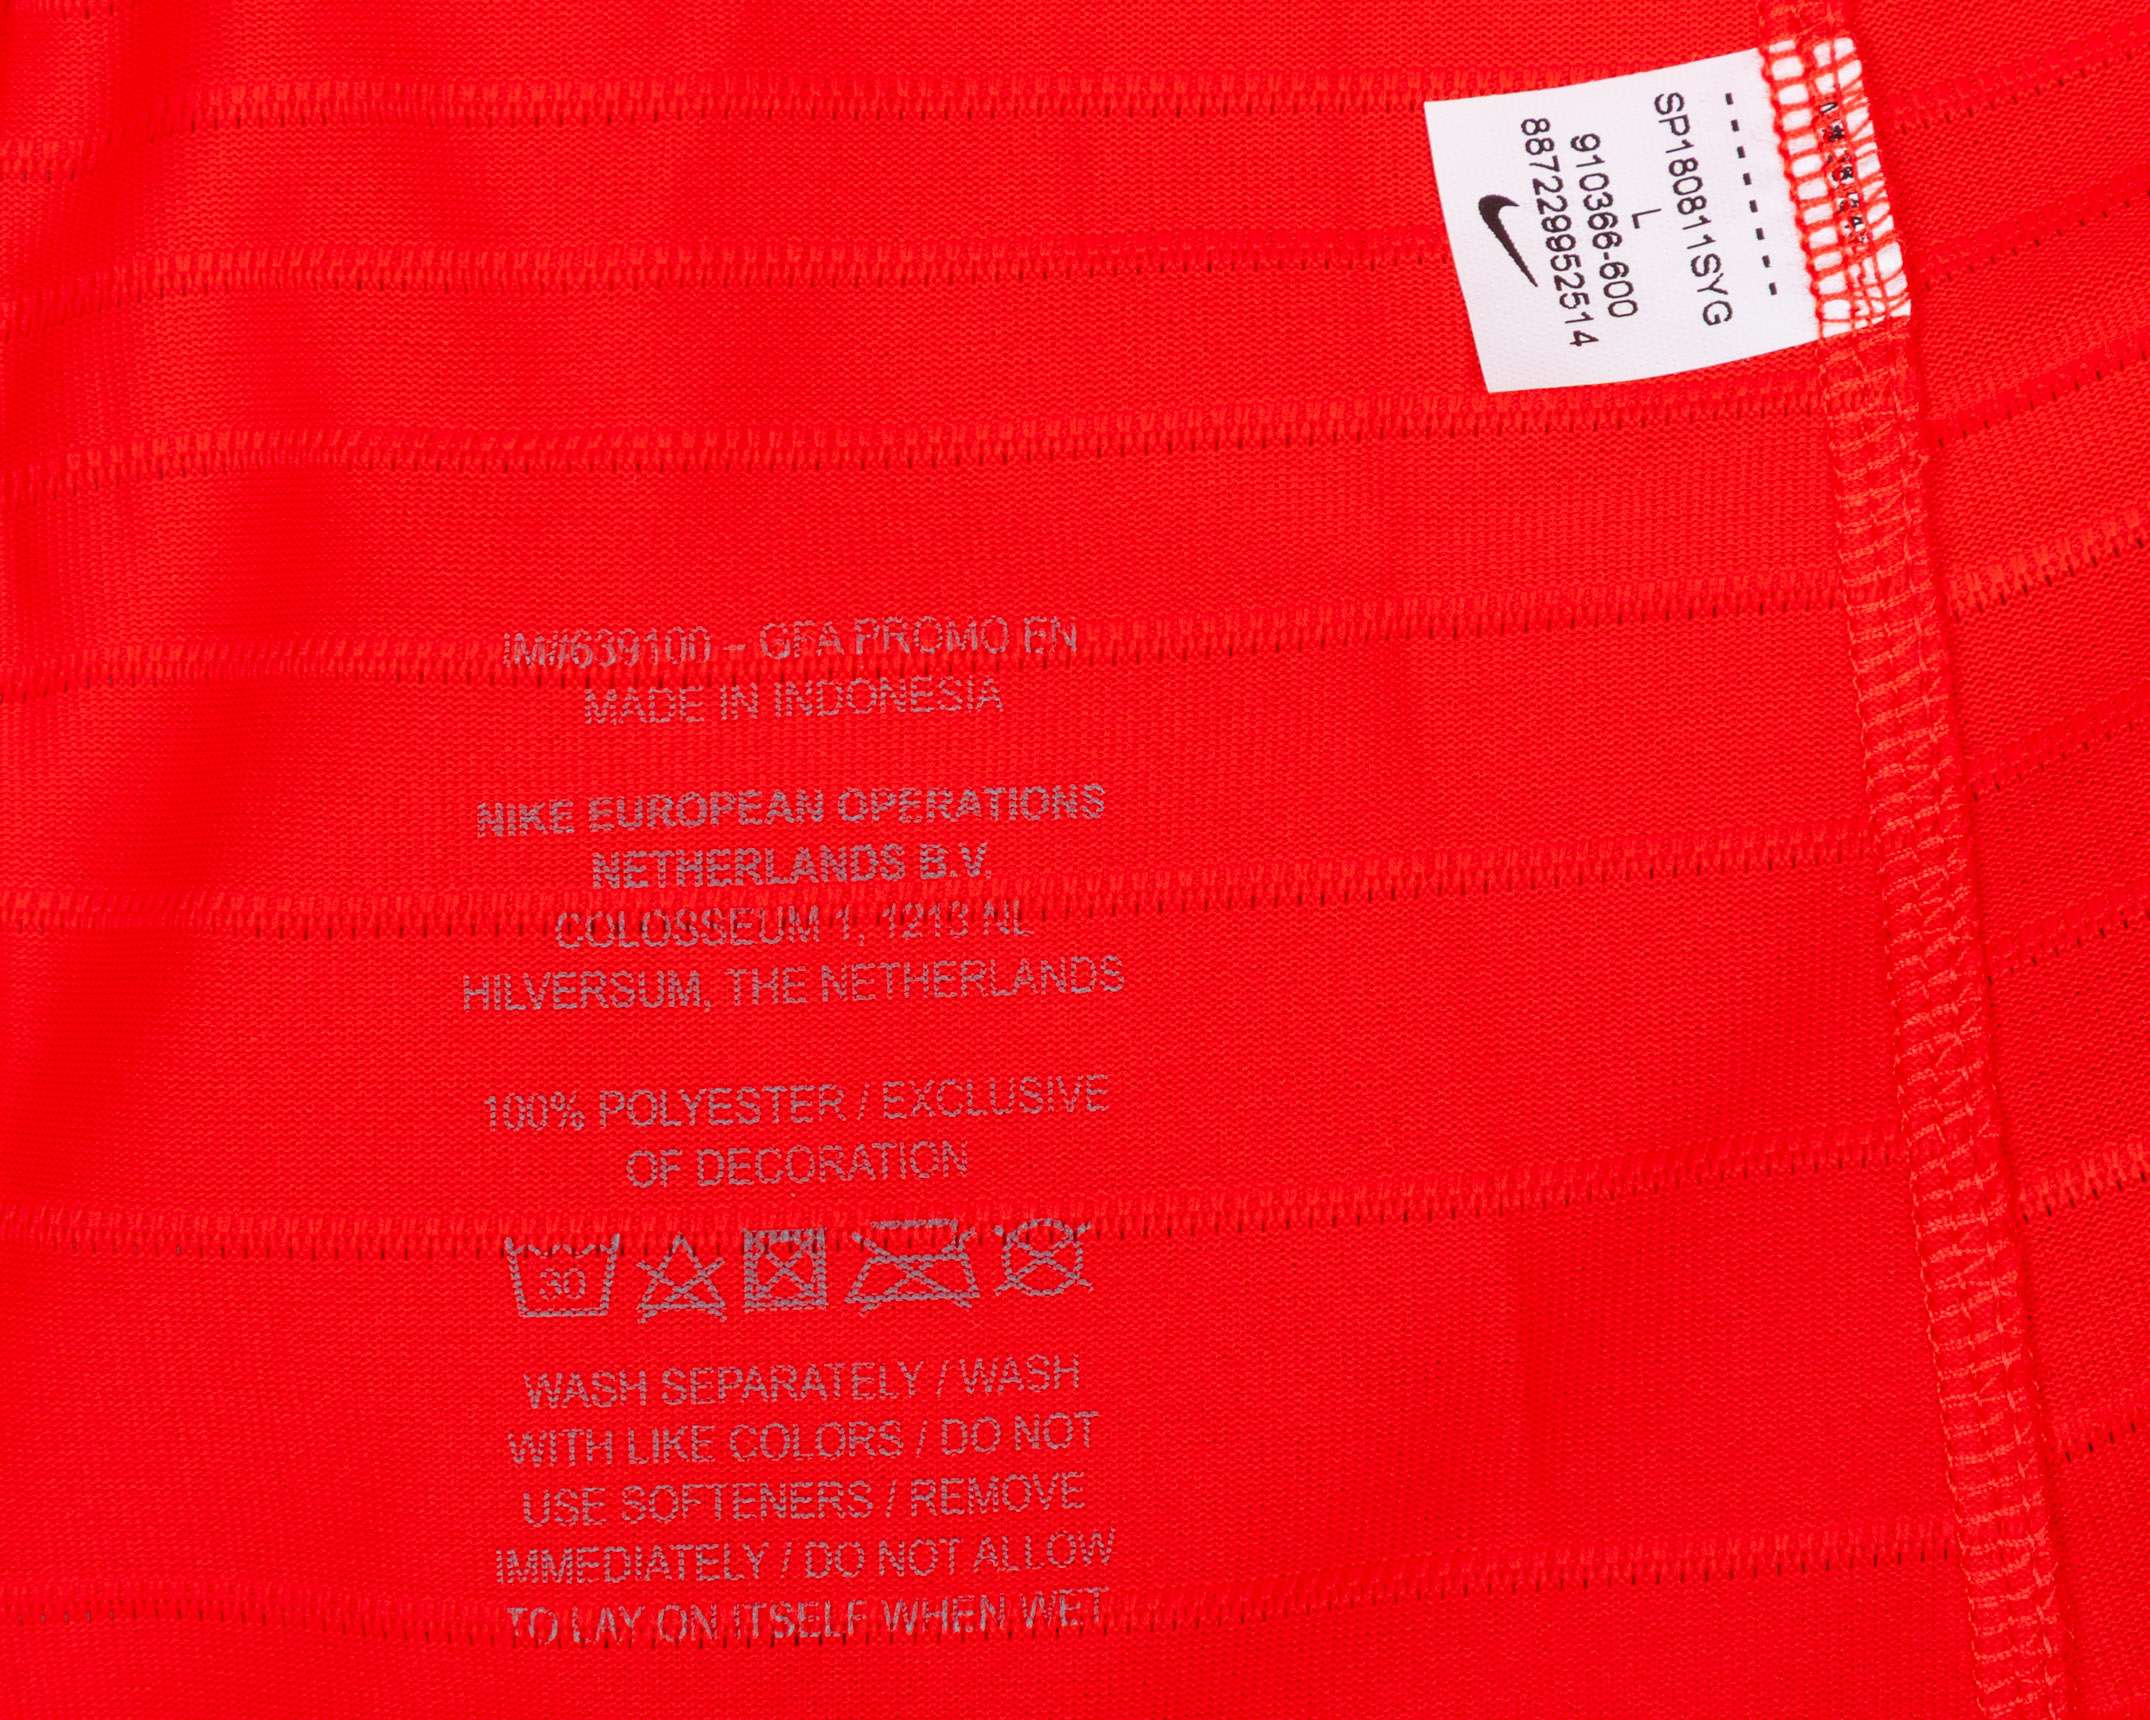 SP180811SYG
L
910366-600
887229952514
IM#639100 – GFA PROMO EN
MADE IN INDONESIA
NIKE EUROPEAN OPERATIONS
NETHERLANDS B.V.
COLOSSEUM 1, 1213 NL
HILVERSUM, THE NETHERLANDS
100% POLYESTER / EXCLUSIVE
OF DECORATION
30
WASH SEPARATELY / WASH
WITH LIKE COLORS / DO NOT
USE SOFTENERS / REMOVE
IMMEDIATELY / DO NOT ALLOW
TO LAY ON ITSELF WHEN WET